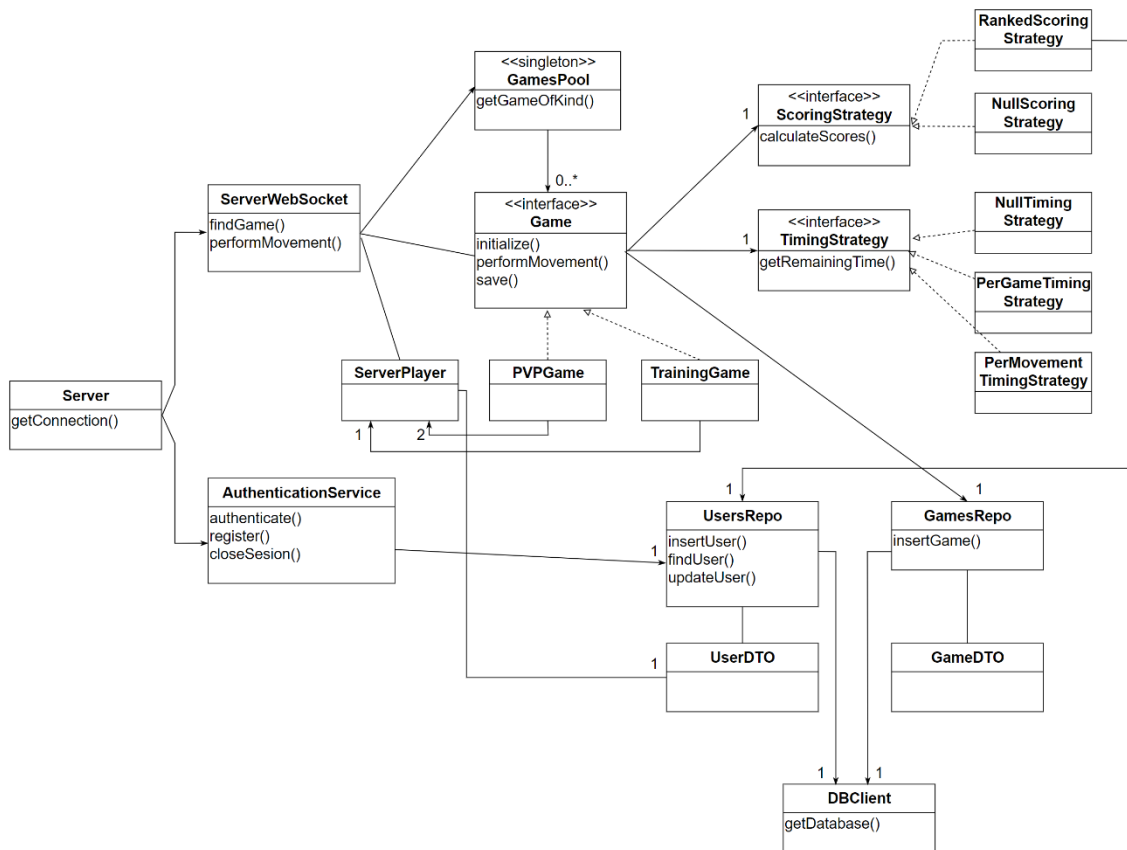 RankedScoring
Strategy
<<singleton>>
GamesPool
getGameOfKind()
<<interface>>
ScoringStrategy
calculateScores()
1
NullScoring
Strategy
0..*
ServerWebSocket
findGame()
performMovement()
<<interface>>
Game
initialize()
performMovement()
save()
1
<<interface>>
TimingStrategy
getRemainingTime()
NullTiming
Strategy
PerGameTiming
Strategy
PerMovement
TimingStrategy
Server
getConnection()
ServerPlayer
PVPGame
TrainingGame
1
2
AuthenticationService
authenticate()
register()
closeSesion()
1
1
1
UsersRepo
insertUser()
findUser()
updateUser()
GamesRepo
insertGame()
1
UserDTO
GameDTO
1
1
DBClient
getDatabase()